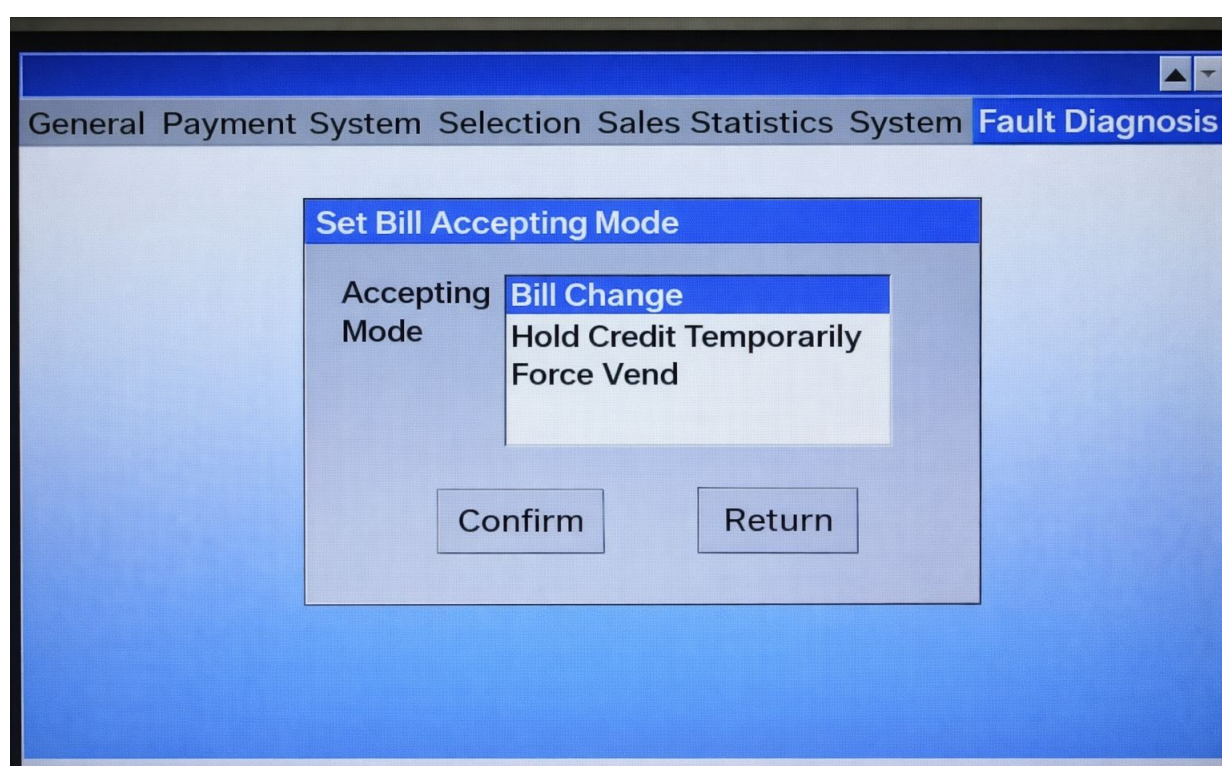 General Payment System Selection Sales Statistics System Fault Diagnosis
Set Bill Accepting Mode
Accepting Mode
Bill Change
Hold Credit Temporarily
Force Vend
Confirm Return